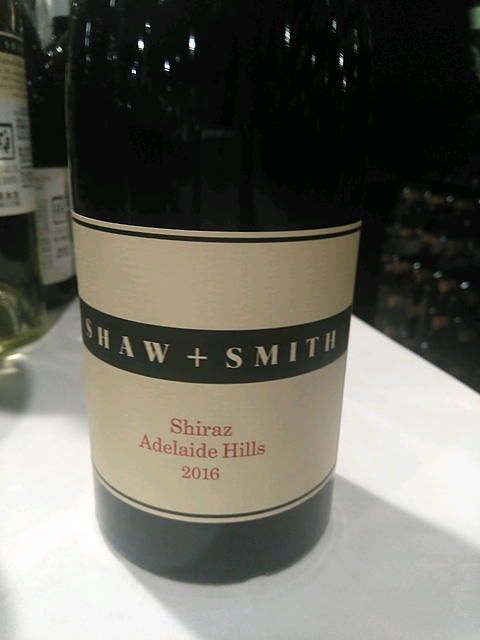 SHAW + SMITH
Shiraz
Adelaide Hills
2016